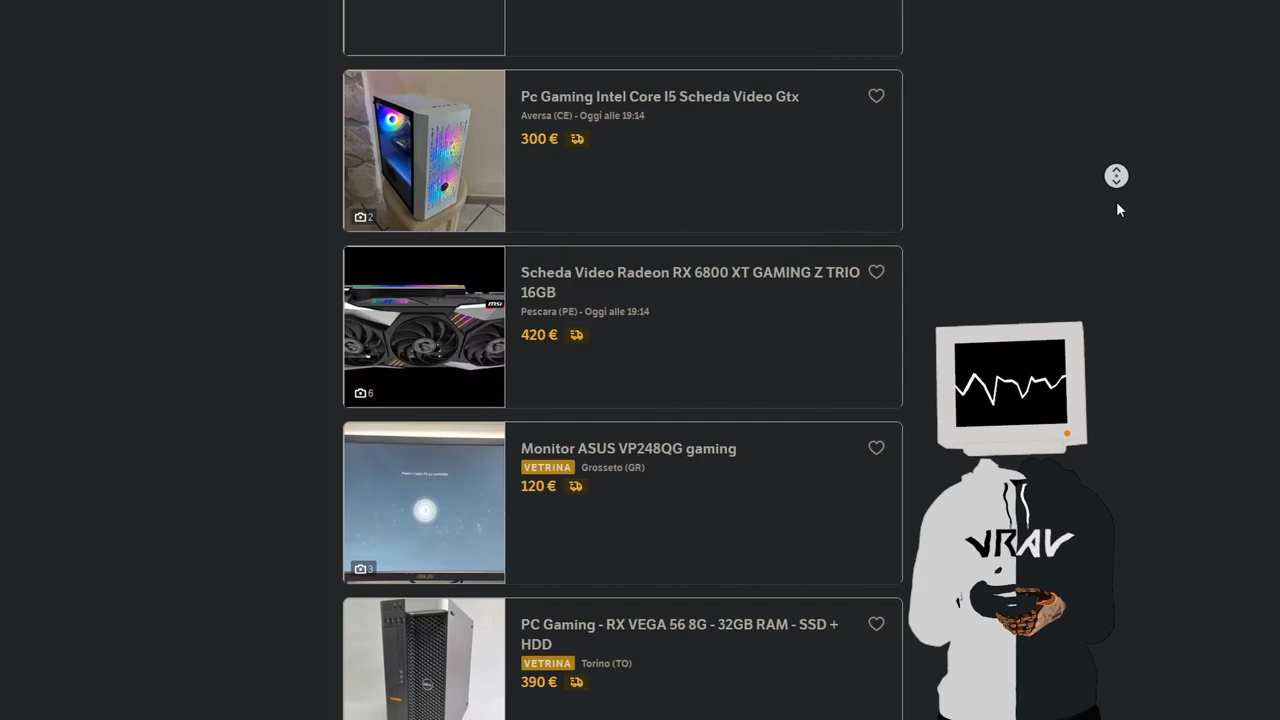 Pc Gaming Intel Core I5 Scheda Video Gtx
Aversa (CE) - Oggi alle 19:14
300 €
2
Scheda Video Radeon RX 6800 XT GAMING Z TRIO
16GB
Pescara (PE) - Oggi alle 19:14
420 €
msi
6
Monitor ASUS VP248QG gaming
VETRINA Grosseto (GR)
120 €
3
VRAV
PC Gaming - RX VEGA 56 8G - 32GB RAM - SSD +
HDD
VETRINA Torino (TO)
390 €